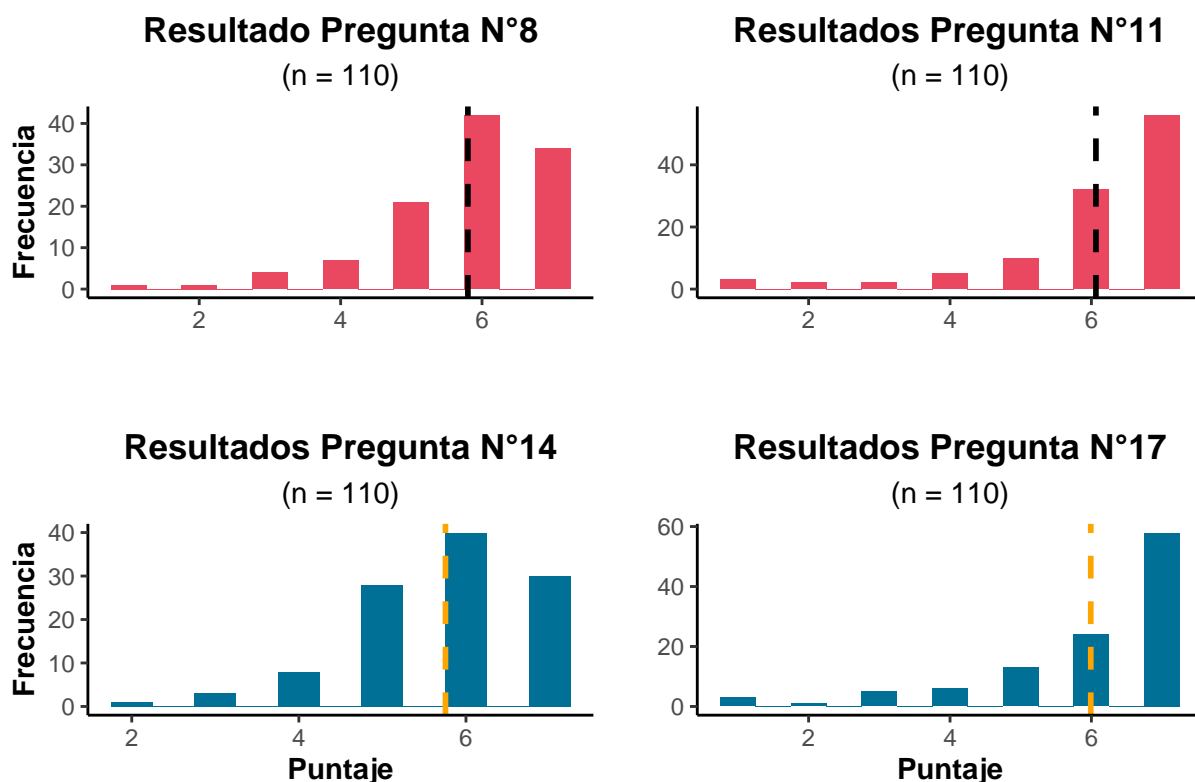 Resultado Pregunta N°8
(n = 110)
Frecuencia
40
30
20
10
0
2 4 6
Resultados Pregunta N°11
(n = 110)
40
20
0
2 4 6
Resultados Pregunta N°14
(n = 110)
Frecuencia
40
30
20
10
0
2 4 6
Puntaje
Resultados Pregunta N°17
(n = 110)
60
40
20
0
2 4 6
Puntaje